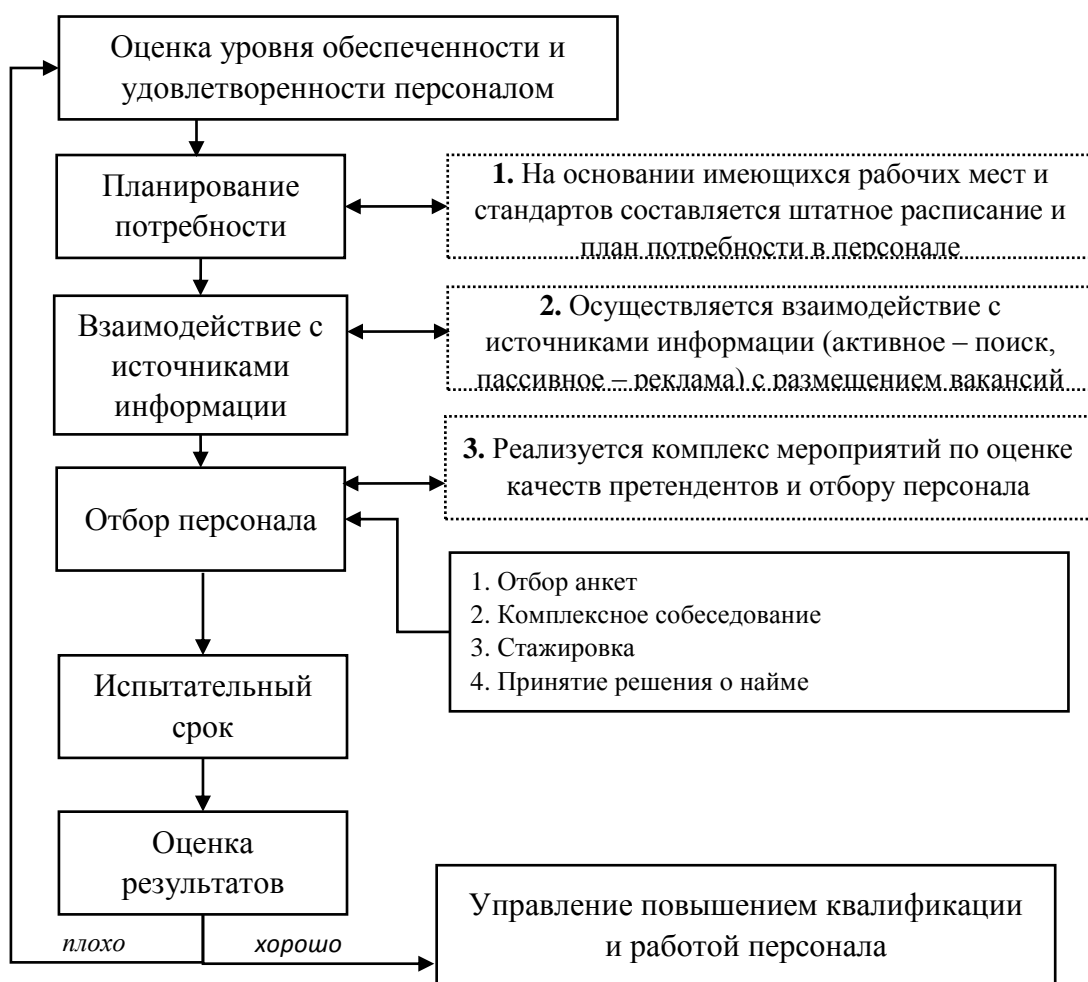 Оценка уровня обеспеченности и
удовлетворенности персоналом
Планирование
потребности
1. На основании имеющихся рабочих мест и
стандартов составляется штатное расписание и
план потребности в персонале
Взаимодействие с
источниками
информации
2. Осуществляется взаимодействие с
источниками информации (активное – поиск,
пассивное – реклама) с размещением вакансий
Отбор персонала
3. Реализуется комплекс мероприятий по оценке
качеств претендентов и отбору персонала
1. Отбор анкет
2. Комплексное собеседование
3. Стажировка
4. Принятие решения о найме
Испытательный
срок
Оценка
результатов
плохо
хорошо
Управление повышением квалификации
и работой персонала